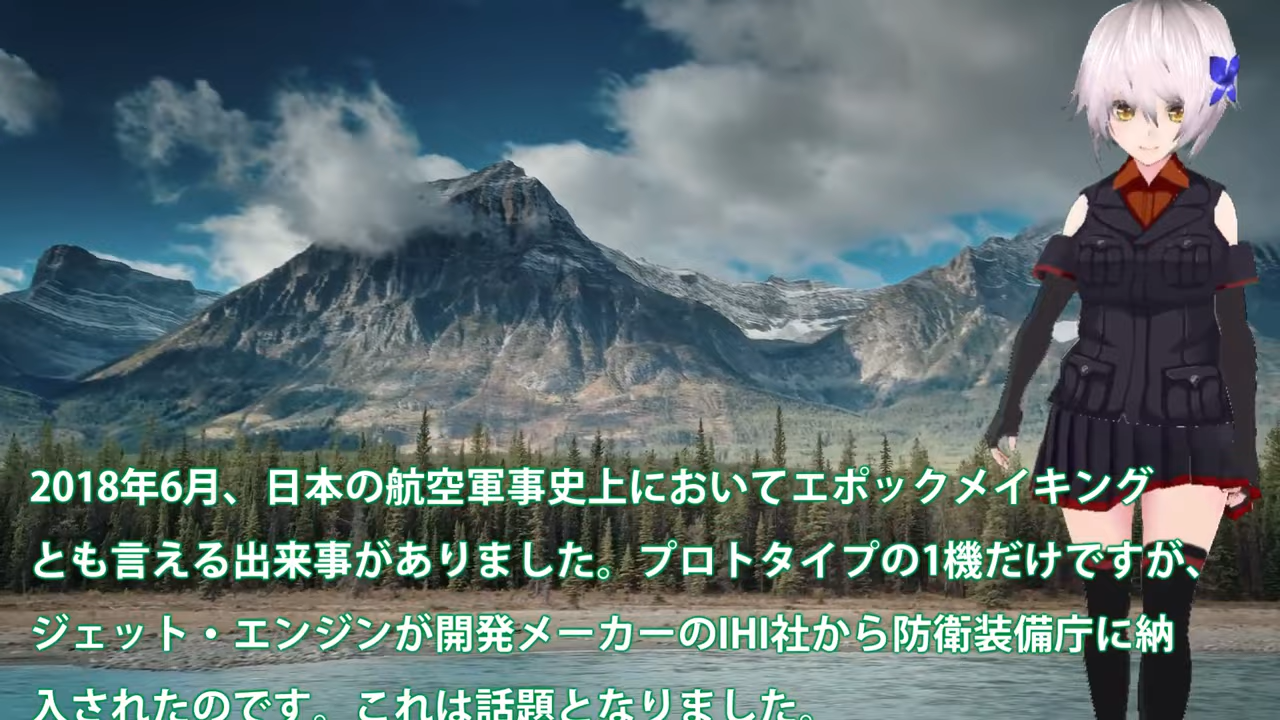 2018年6月、日本の航空軍事史上においてエポックメイキング
とも言える出来事がありました。プロトタイプの1機だけですが、
ジェット・エンジンが開発メーカーのIHI社から防衛装備庁に納
入されたのです。これは話題となりました。